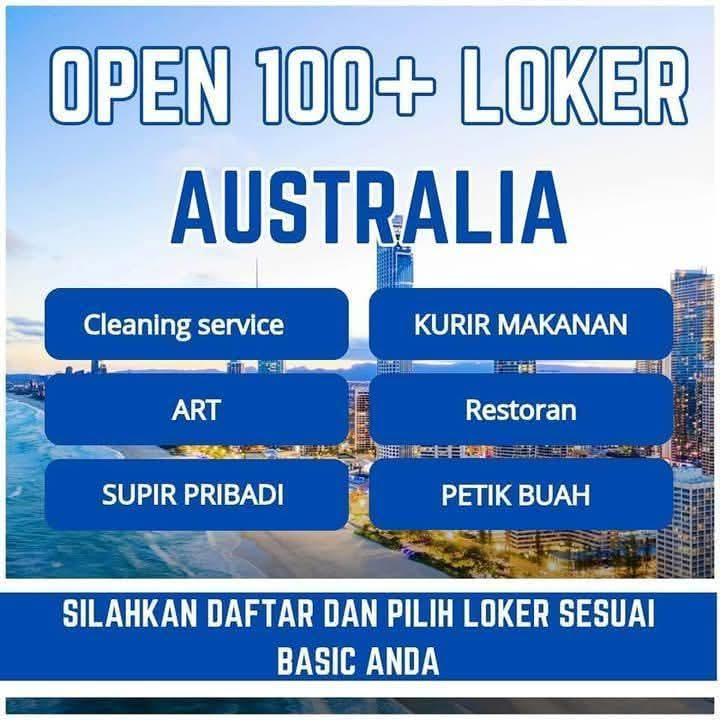 OPEN 100+ LOKER
AUSTRALIA
Cleaning service
KURIR MAKANAN
ART
Restoran
SUPIR PRIBADI
PETIK BUAH
SILAHKAN DAFTAR DAN PILIH LOKER SESUAI
BASIC ANDA